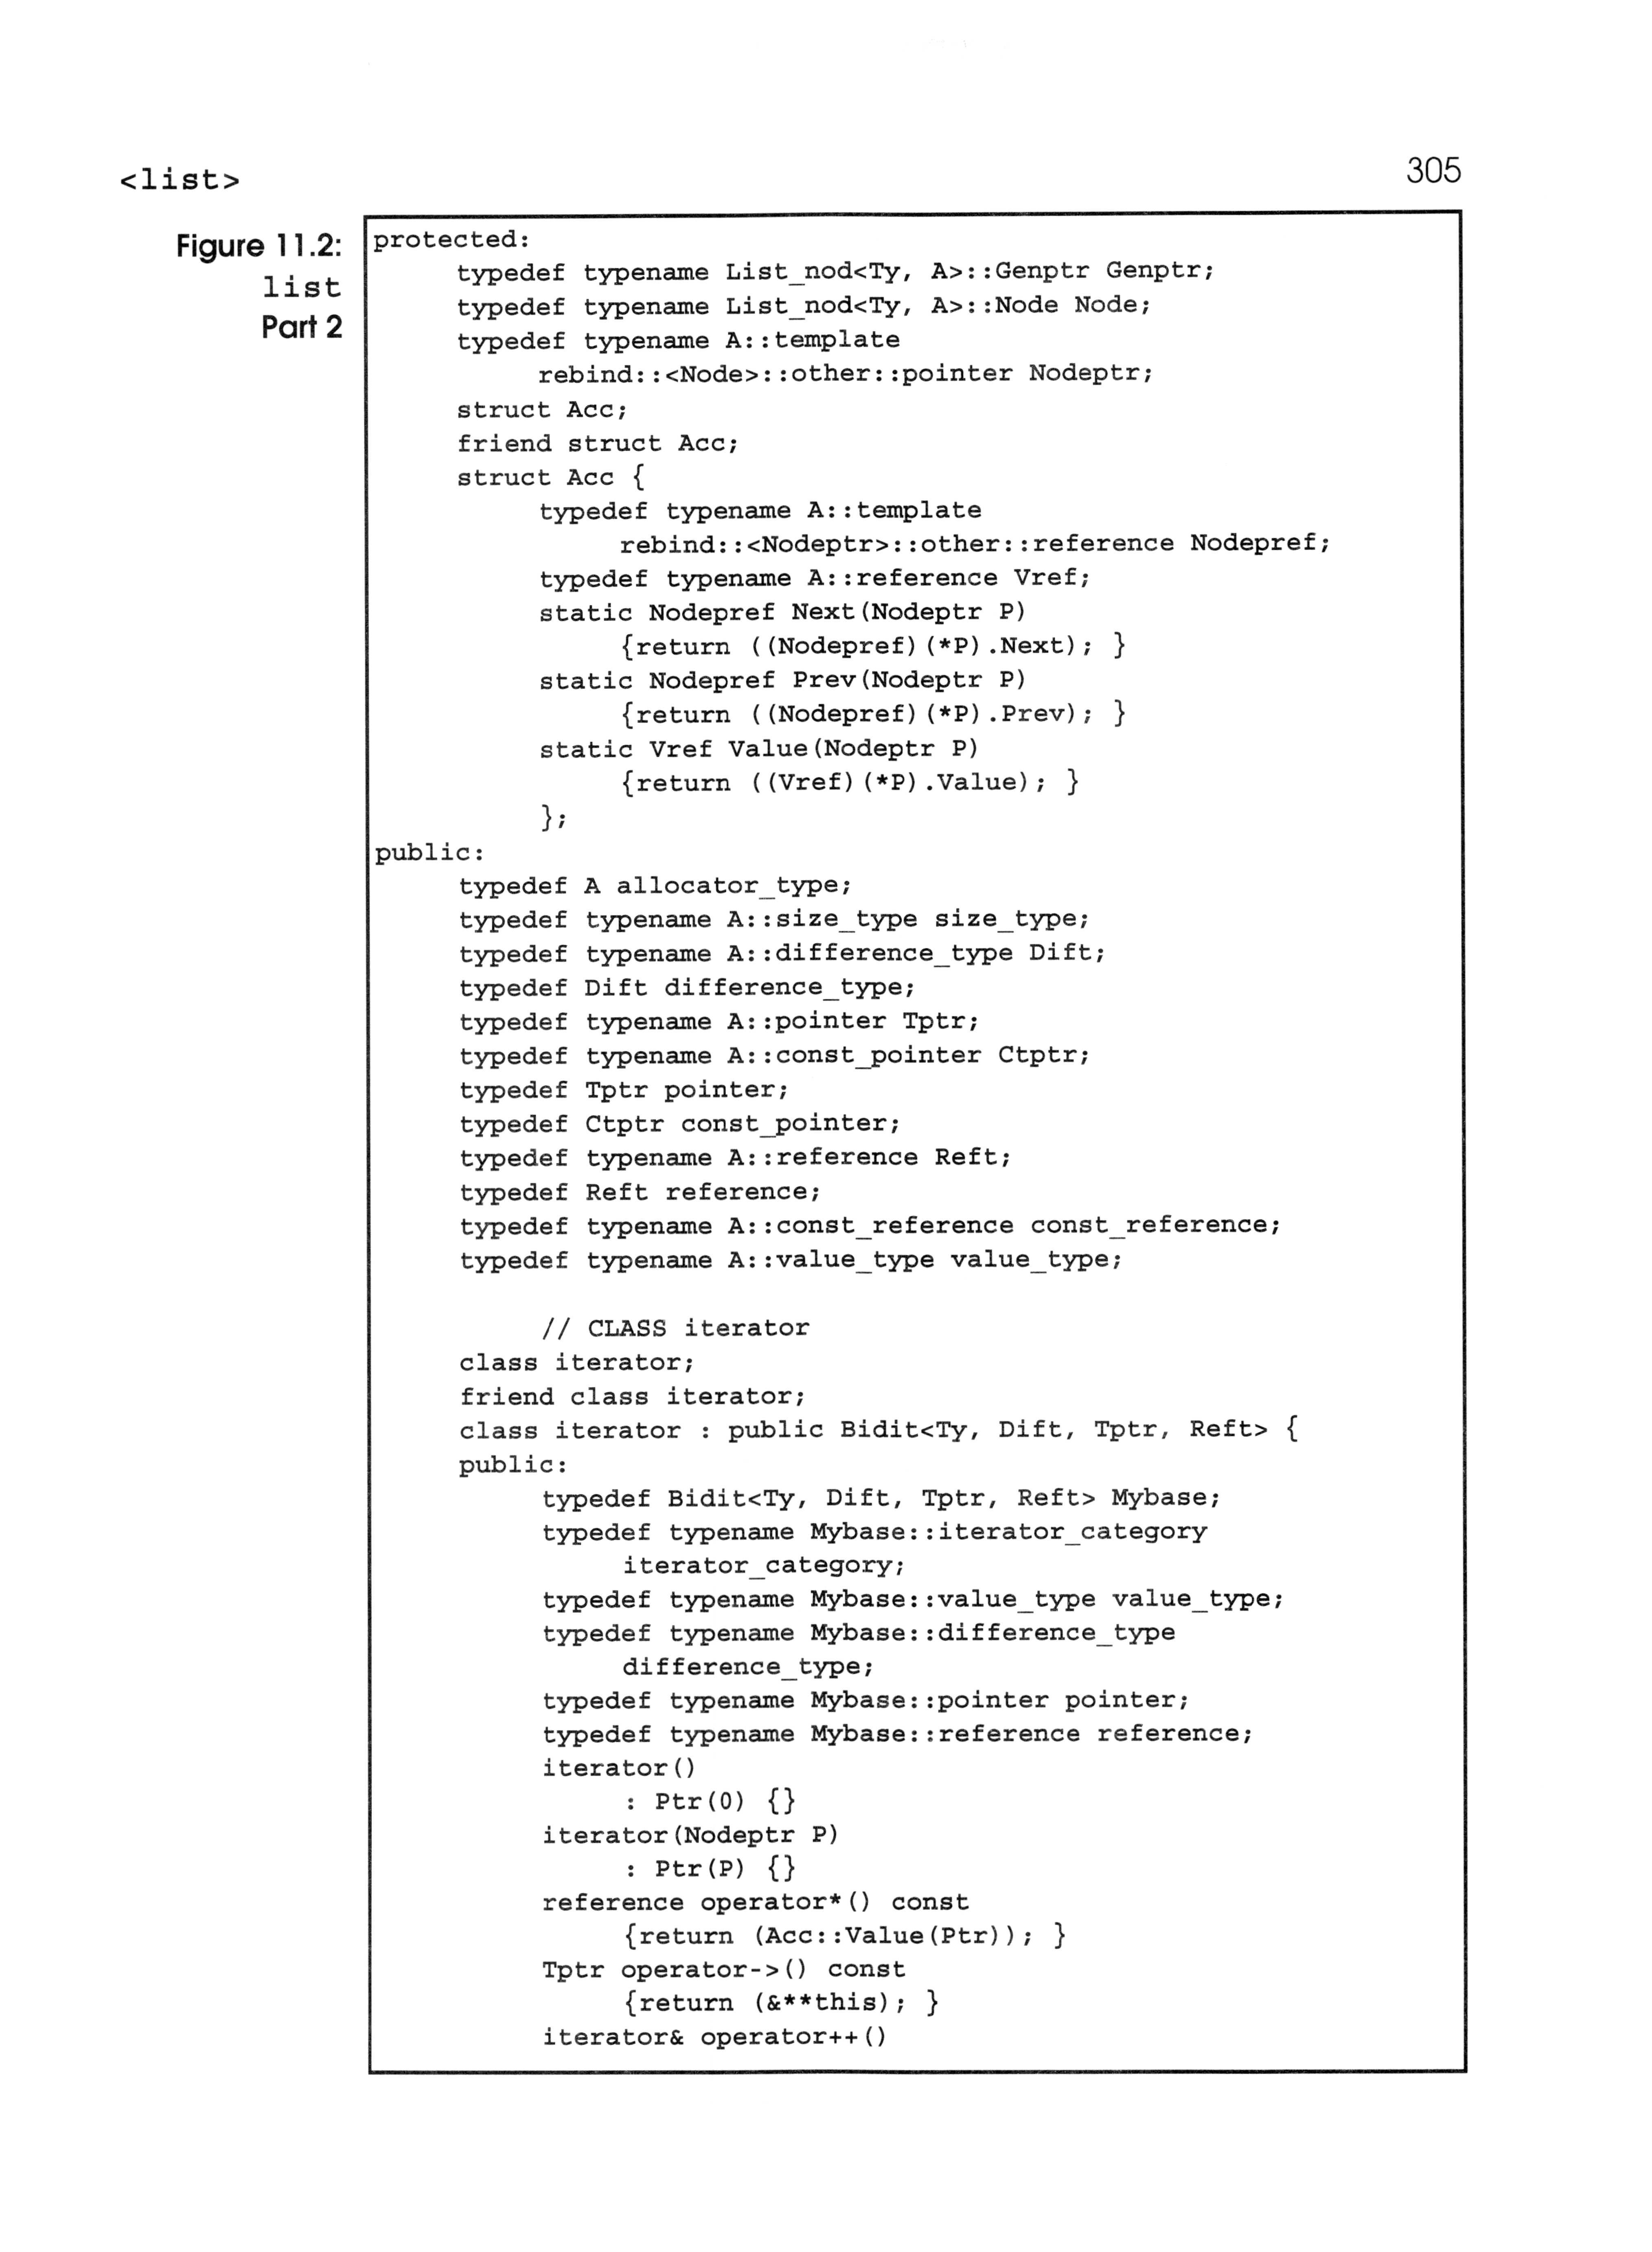 <list>
305
Figure 11.2:
list
Part 2
protected:
typedef typename List_nod<Ty, A>::Genptr Genptr;
typedef typename List_nod<Ty, A>::Node Node;
typedef typename A::template
rebind::<Node>::other::pointer Nodeptr;
struct Acc;
friend struct Acc;
struct Acc {
typedef typename A::template
rebind::<Nodeptr>::other::reference Nodepref;
typedef typename A::reference Vref;
static Nodepref Next(Nodeptr P)
{return ((Nodepref)(*P).Next); }
static Nodepref Prev(Nodeptr P)
{return ((Nodepref)(*P).Prev); }
static Vref Value(Nodeptr P)
{return ((Vref)(*P).Value); }
};
public:
typedef A allocator_type;
typedef typename A::size_type size_type;
typedef typename A::difference_type Dift;
typedef Dift difference_type;
typedef typename A::pointer Tptr;
typedef typename A::const_pointer Ctptr;
typedef Tptr pointer;
typedef Ctptr const_pointer;
typedef typename A::reference Reft;
typedef Reft reference;
typedef typename A::const_reference const_reference;
typedef typename A::value_type value_type;
// CLASS iterator
class iterator;
friend class iterator;
class iterator : public Bidit<Ty, Dift, Tptr, Reft> {
public:
typedef Bidit<Ty, Dift, Tptr, Reft> Mybase;
typedef typename Mybase::iterator_category
iterator_category;
typedef typename Mybase::value_type value_type;
typedef typename Mybase::difference_type
difference_type;
typedef typename Mybase::pointer pointer;
typedef typename Mybase::reference reference;
iterator()
: Ptr(0) {}
iterator(Nodeptr P)
: Ptr(P) {}
reference operator*() const
{return (Acc::Value(Ptr)); }
Tptr operator->() const
{return (&**this); }
iterator& operator++()